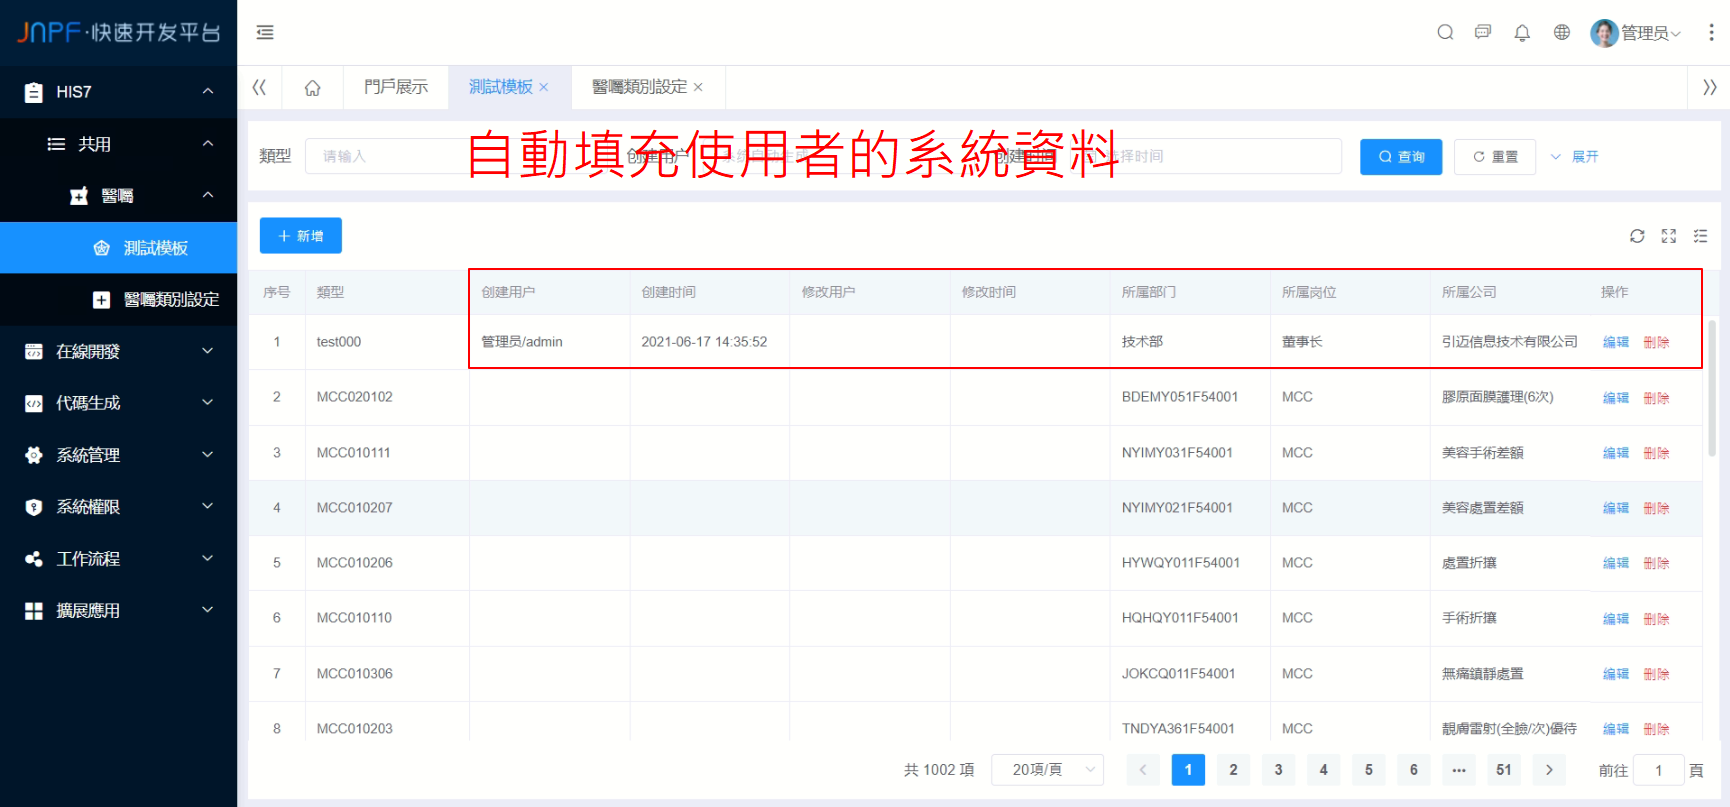 JNPF·快速开发平台
管理员
HIS7
共用
醫囑
測試模板
醫囑類別設定
在線開發
代碼生成
系統管理
系統權限
工作流程
擴展應用
門戶展示
測試模板
醫囑類別設定
自動填充使用者的系統資料
類型 请输入 创建用户 选择时间 查询 重置 展开
新增
序号 類型 创建用户 创建时间 修改用户 修改时间 所属部门 所属岗位 所属公司 操作
1 test000 管理员/admin 2021-06-17 14:35:52 技术部 董事长 引迈信息技术有限公司 编辑 删除
2 MCC020102 BDEMY051F54001 MCC 膠原面膜護理(6次) 编辑 删除
3 MCC010111 NYIMY031F54001 MCC 美容手術差額 编辑 删除
4 MCC010207 NYIMY021F54001 MCC 美容處置差額 编辑 删除
5 MCC010206 HYWQY011F54001 MCC 處置折攘 编辑 删除
6 MCC010110 HQHQY011F54001 MCC 手術折攘 编辑 删除
7 MCC010306 JOKCQ011F54001 MCC 無痛鎮靜處置 编辑 删除
8 MCC010203 TNDYA361F54001 MCC 靚膚雷射(全臉/次)優待 编辑 删除
共 1002 項 20項/頁 1 2 3 4 5 6 ••• 51 前往 1 頁